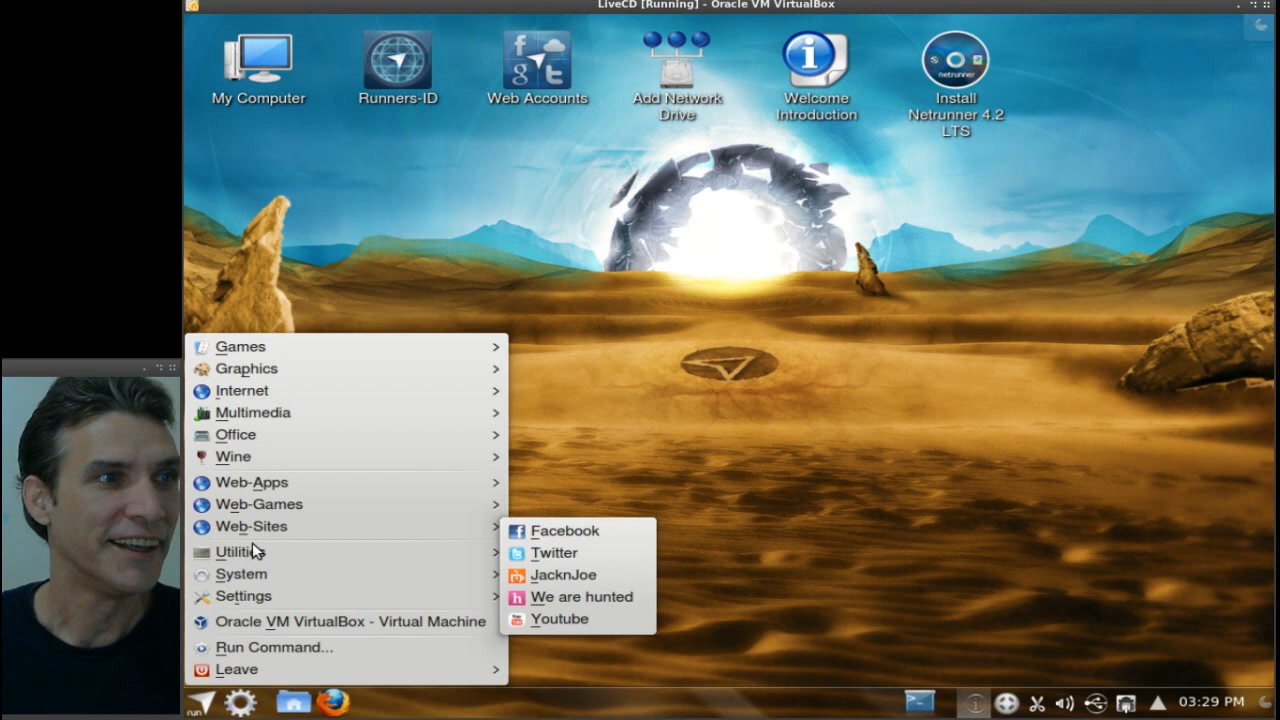 LiveCD [Running] - Oracle VM VirtualBox
My Computer
Runners-ID
Web Accounts
Add Network
Drive
Welcome
Introduction
Install
Netrunner 4.2
LTS
netrunner
Games
Graphics
Internet
Multimedia
Office
Wine
Web-Apps
Web-Games
Web-Sites
System
Settings
Oracle VM VirtualBox - Virtual Machine
Run Command...
Leave
Facebook
Twitter
JacknJoe
We are hunted
Youtube
run
03:29 PM